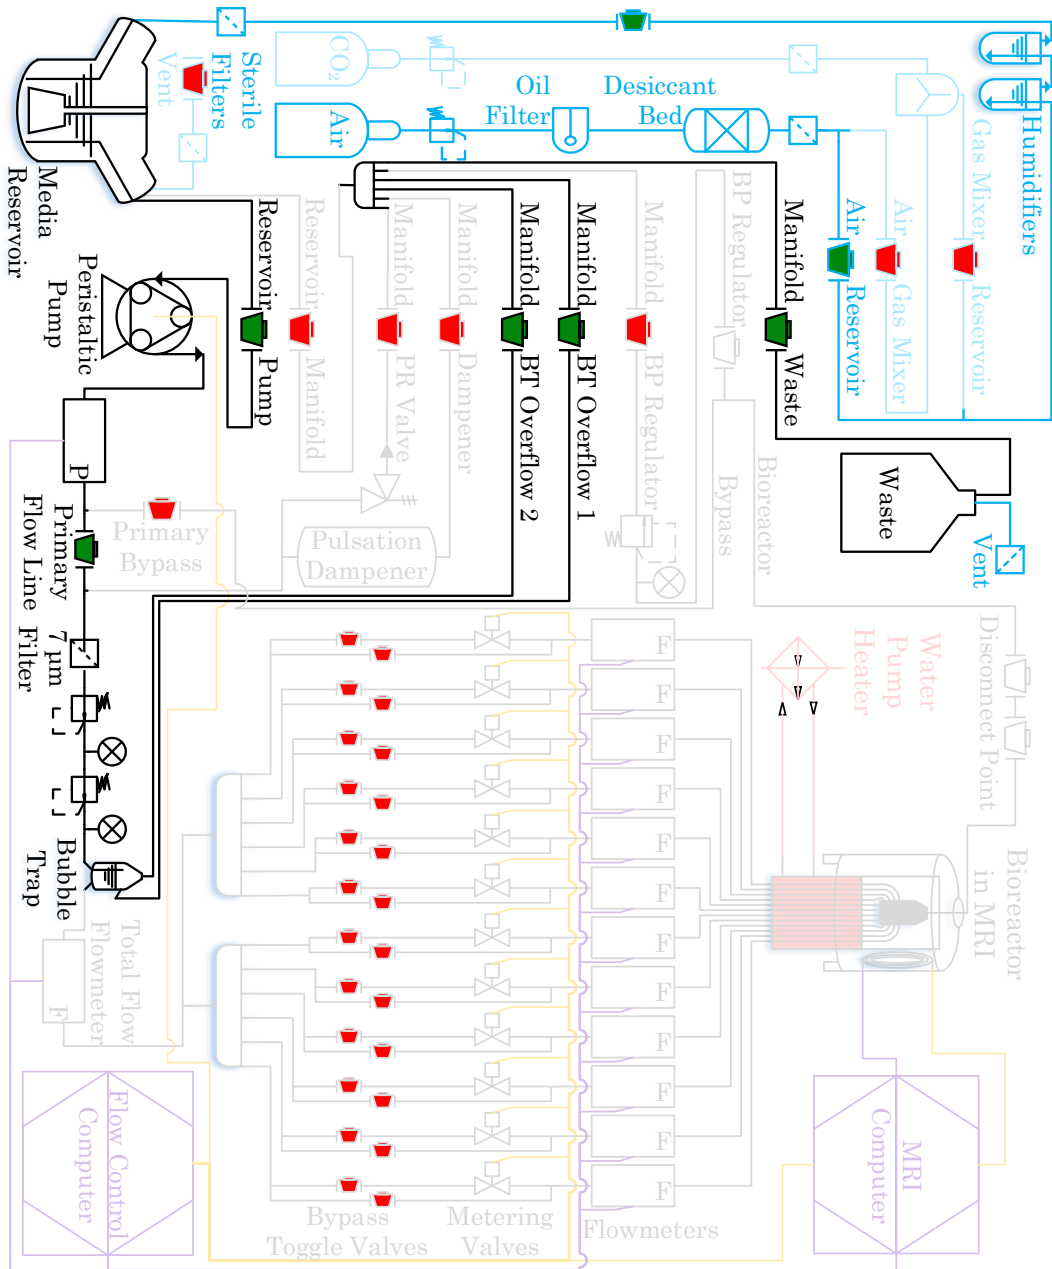 Sterile
Filters
Vent
CO₂
Air
Oil
Filter
Desiccant
Bed
Humidifiers
Gas Mixer
Reservoir
Air
Gas Mixer
Air
Reservoir
Media
Reservoir
Reservoir
Pump
Reservoir
Manifold
Manifold
PR Valve
Manifold
Dampener
Manifold
BT Overflow 2
Manifold
BT Overflow 1
Manifold
BP Regulator
BP Regulator
Bioreactor
Bypass
Manifold
Waste
Waste
Vent
Peristaltic
Pump
P
Primary
Flow Line
Primary
Bypass
Pulsation
Dampener
7 μm
Filter
Bubble
Trap
Total Flow
Flowmeter
F
F
F
F
F
F
F
F
F
F
F
F
F
Water
Pump
Heater
Disconnect Point
Bioreactor
in MRI
Flow Control
Computer
MRI
Computer
Bypass
Toggle Valves
Metering
Valves
Flowmeters